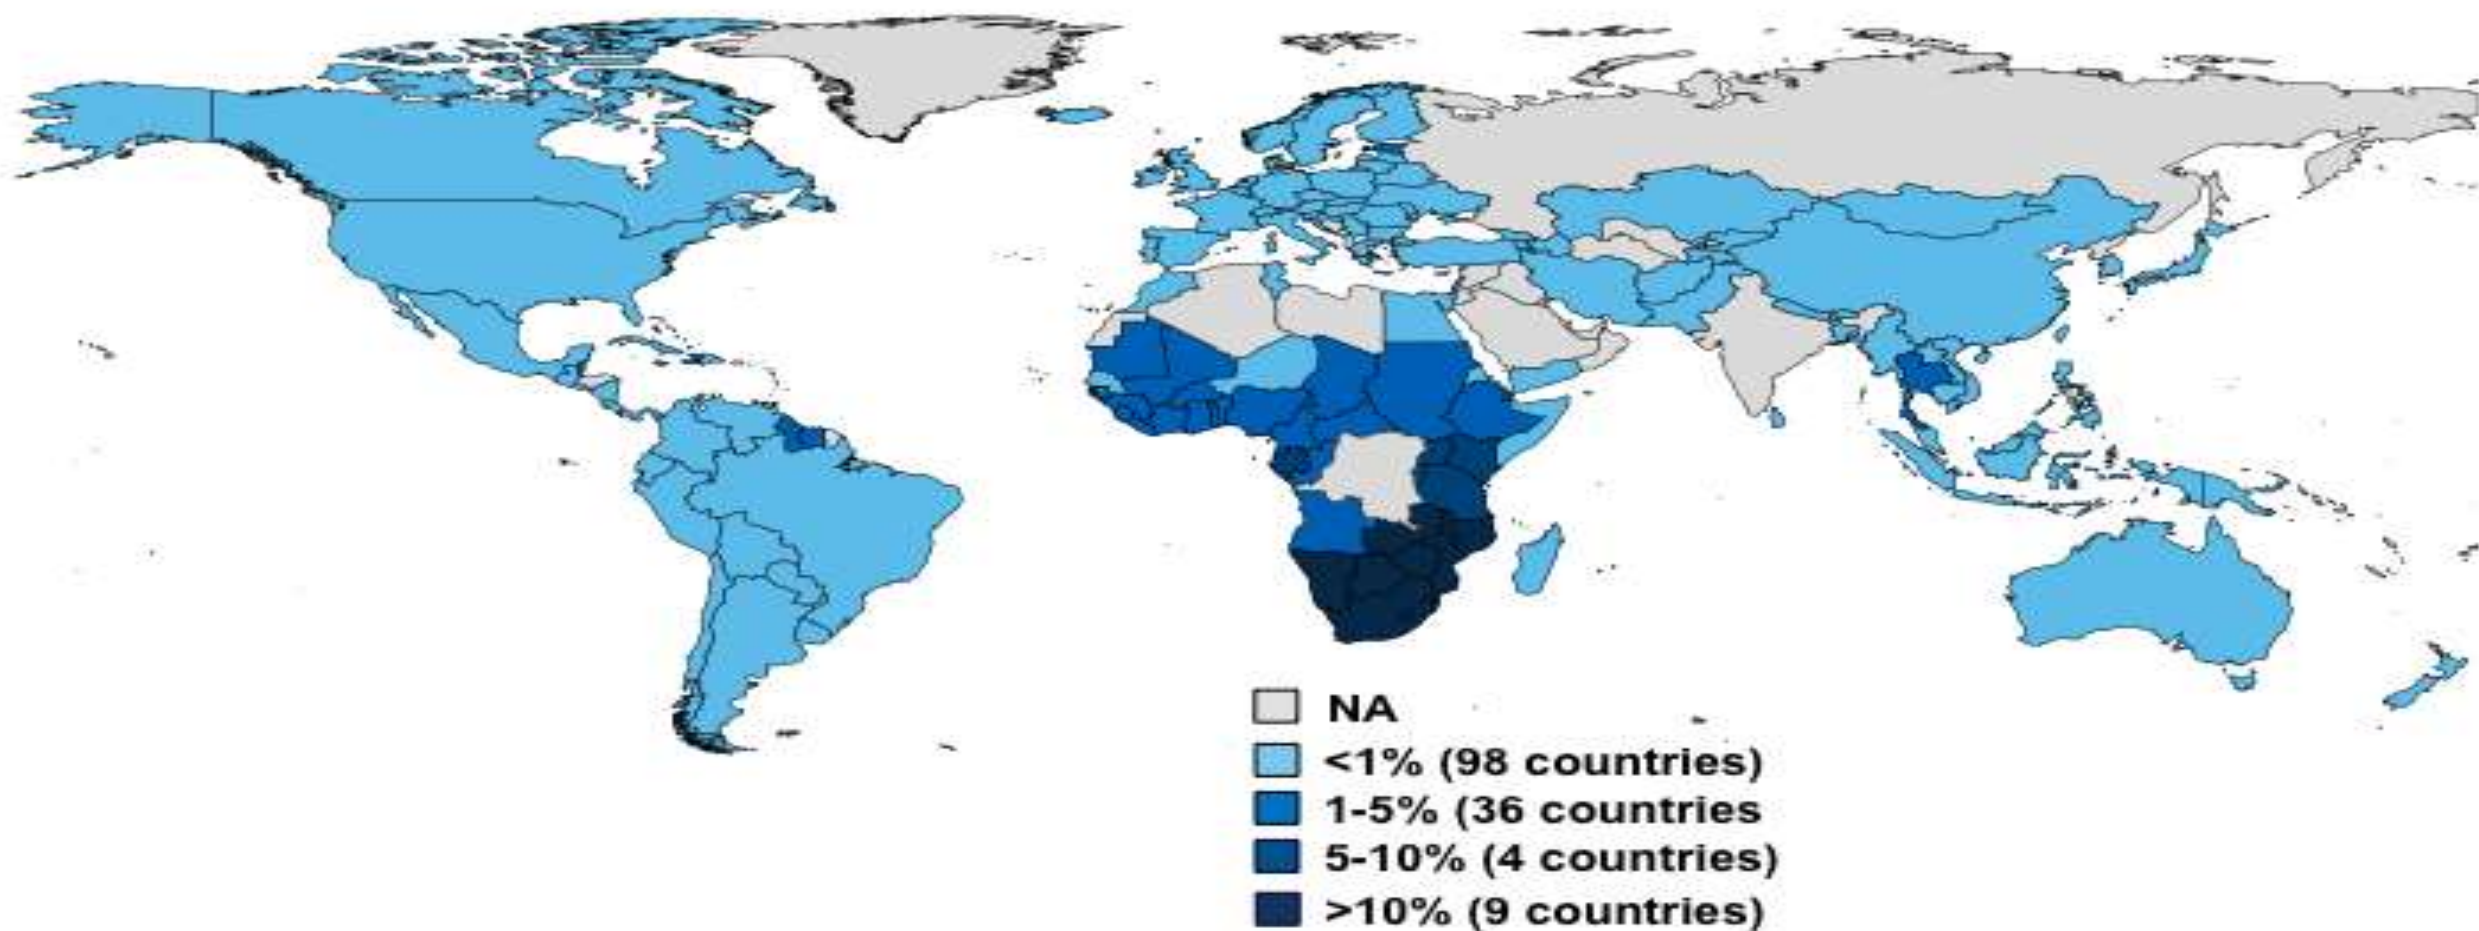 NA
<1% (98 countries)
1-5% (36 countries
5-10% (4 countries)
>10% (9 countries)